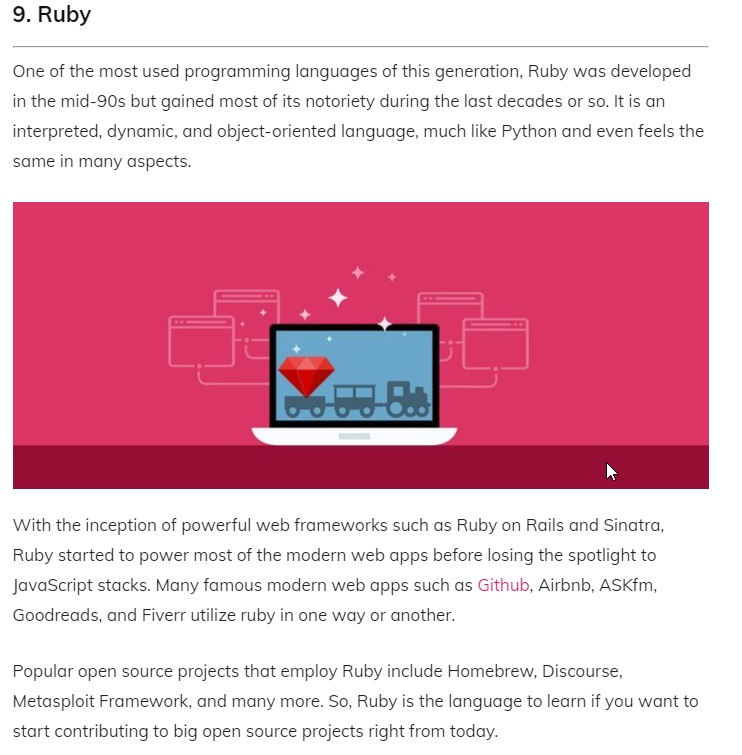 9. Ruby
One of the most used programming languages of this generation, Ruby was developed
in the mid-90s but gained most of its notoriety during the last decades or so. It is an
interpreted, dynamic, and object-oriented language, much like Python and even feels the
same in many aspects.
With the inception of powerful web frameworks such as Ruby on Rails and Sinatra,
Ruby started to power most of the modern web apps before losing the spotlight to
JavaScript stacks. Many famous modern web apps such as Github, Airbnb, ASKfm,
Goodreads, and Fiverr utilize ruby in one way or another.
Popular open source projects that employ Ruby include Homebrew, Discourse,
Metasploit Framework, and many more. So, Ruby is the language to learn if you want to
start contributing to big open source projects right from today.